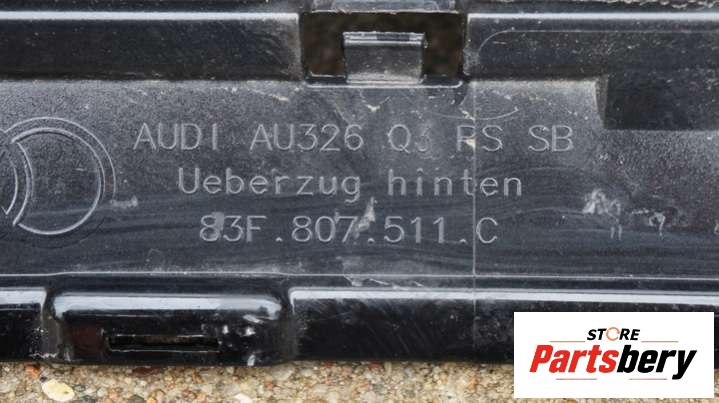 AUDI AU326 Q3 RS SB
Ueberzug hinten
83F.807.511.C
STORE
Partsbery